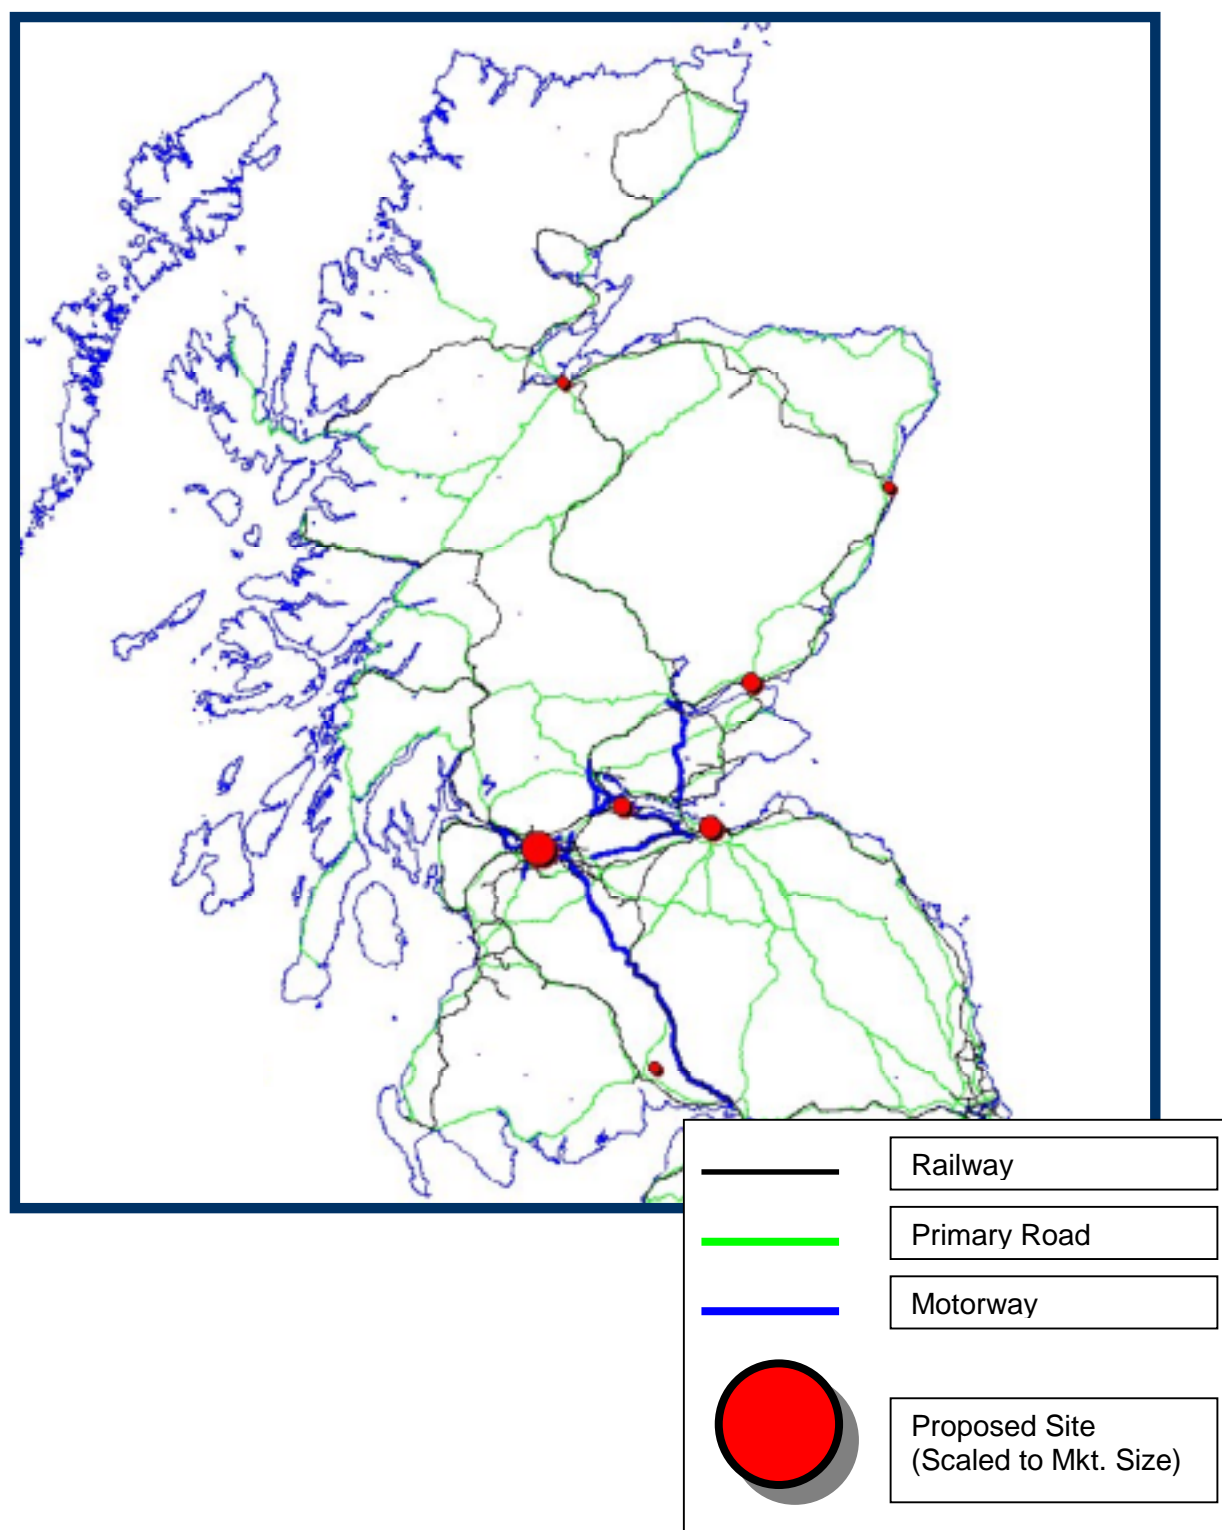 Railway
Primary Road
Motorway
Proposed Site
(Scaled to Mkt. Size)